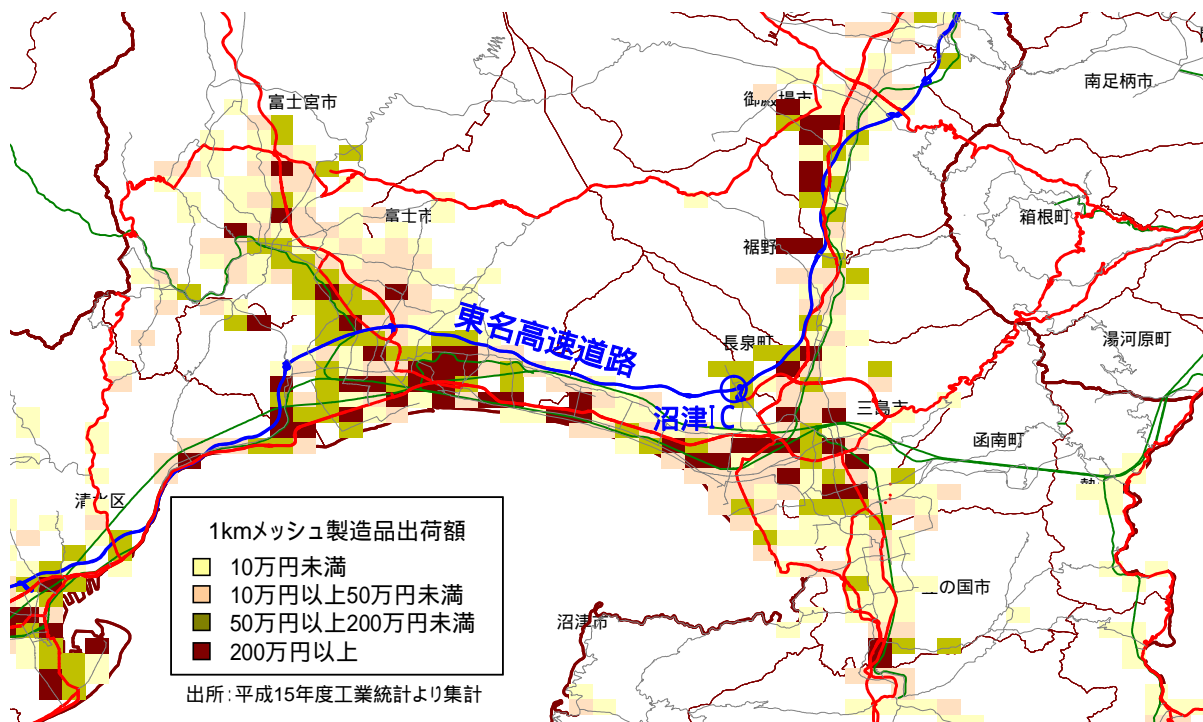 富士宮市
御殿場市
南足柄市
富士市
箱根町
裾野
東名高速道路
長泉町
湯河原町
沼津IC
三島市
函南町
清水区
1kmメッシュ製造品出荷額
10万円未満
10万円以上50万円未満
50万円以上200万円未満
200万円以上
の国市
沼津市
出所：平成15年度工業統計より集計